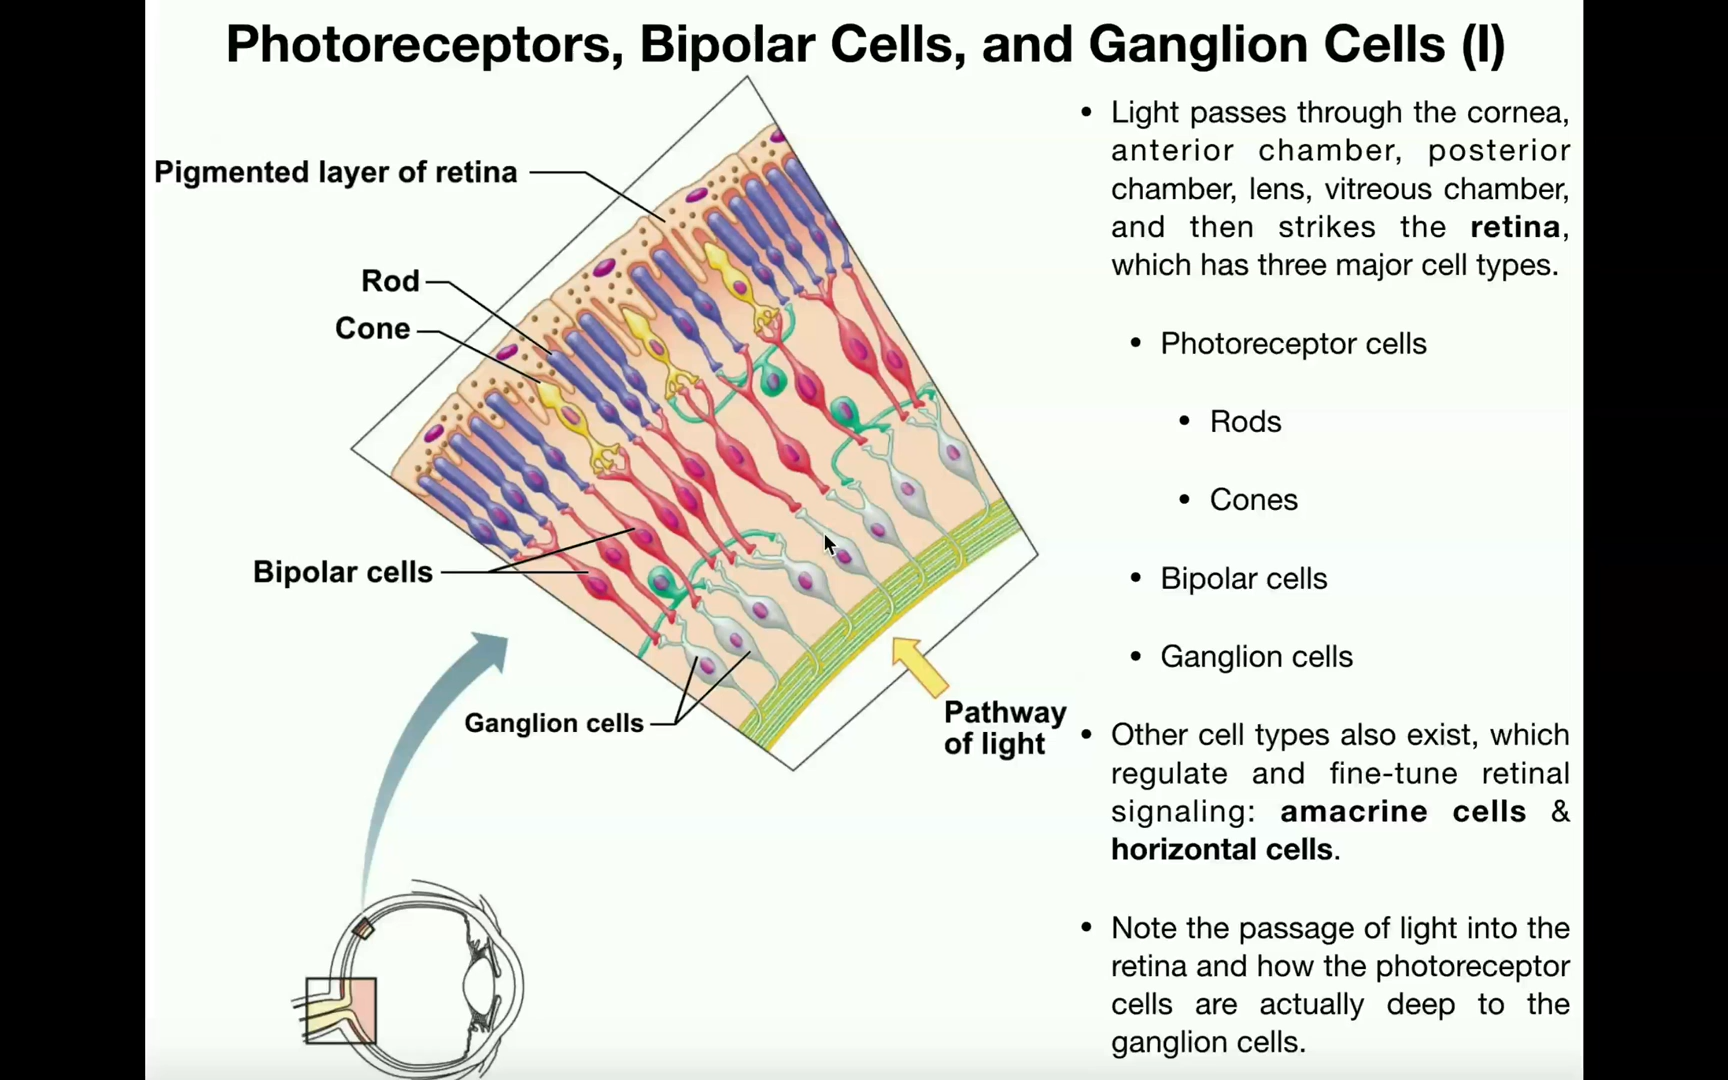 Photoreceptors, Bipolar Cells, and Ganglion Cells (I)
Pigmented layer of retina
Rod
Cone
Bipolar cells
Ganglion cells
Pathway
of light
• Light passes through the cornea,
anterior chamber, posterior
chamber, lens, vitreous chamber,
and then strikes the retina,
which has three major cell types.
• Photoreceptor cells
• Rods
• Cones
• Bipolar cells
• Ganglion cells
• Other cell types also exist, which
regulate and fine-tune retinal
signaling: amacrine cells &
horizontal cells.
• Note the passage of light into the
retina and how the photoreceptor
cells are actually deep to the
ganglion cells.